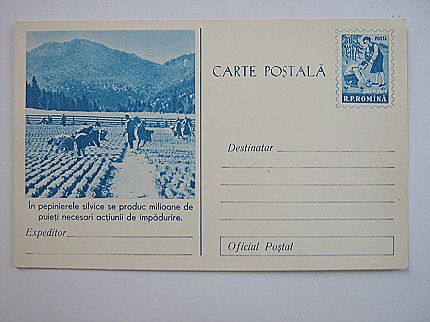 CARTE POȘTALĂ
POSTA
R.P.ROMÎNA
În pepinierele silvice se produc milioane de
puieți necesari acțiunii de împădurire.
Expeditor
Destinatar
Oficiul Poștal